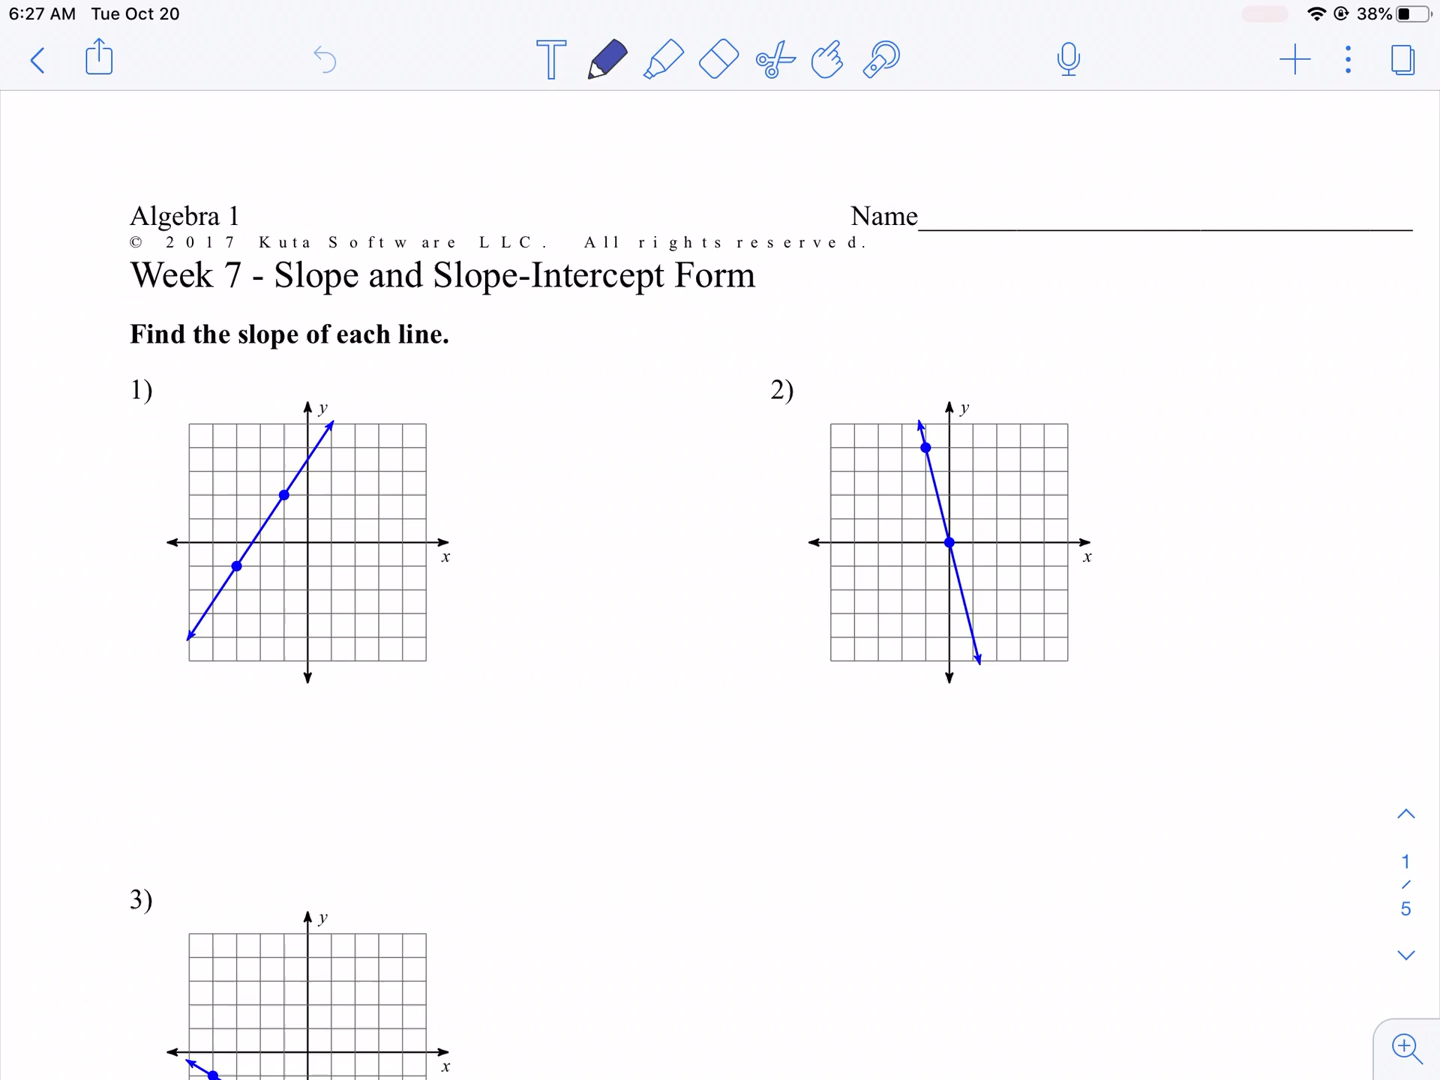 6:27 AM Tue Oct 20
38%
T
Algebra 1
Name
© 2017 Kuta Software LLC. All rights reserved.
Week 7 - Slope and Slope-Intercept Form
Find the slope of each line.
1)
y
x
2)
y
x
3)
y
x
1
/
5